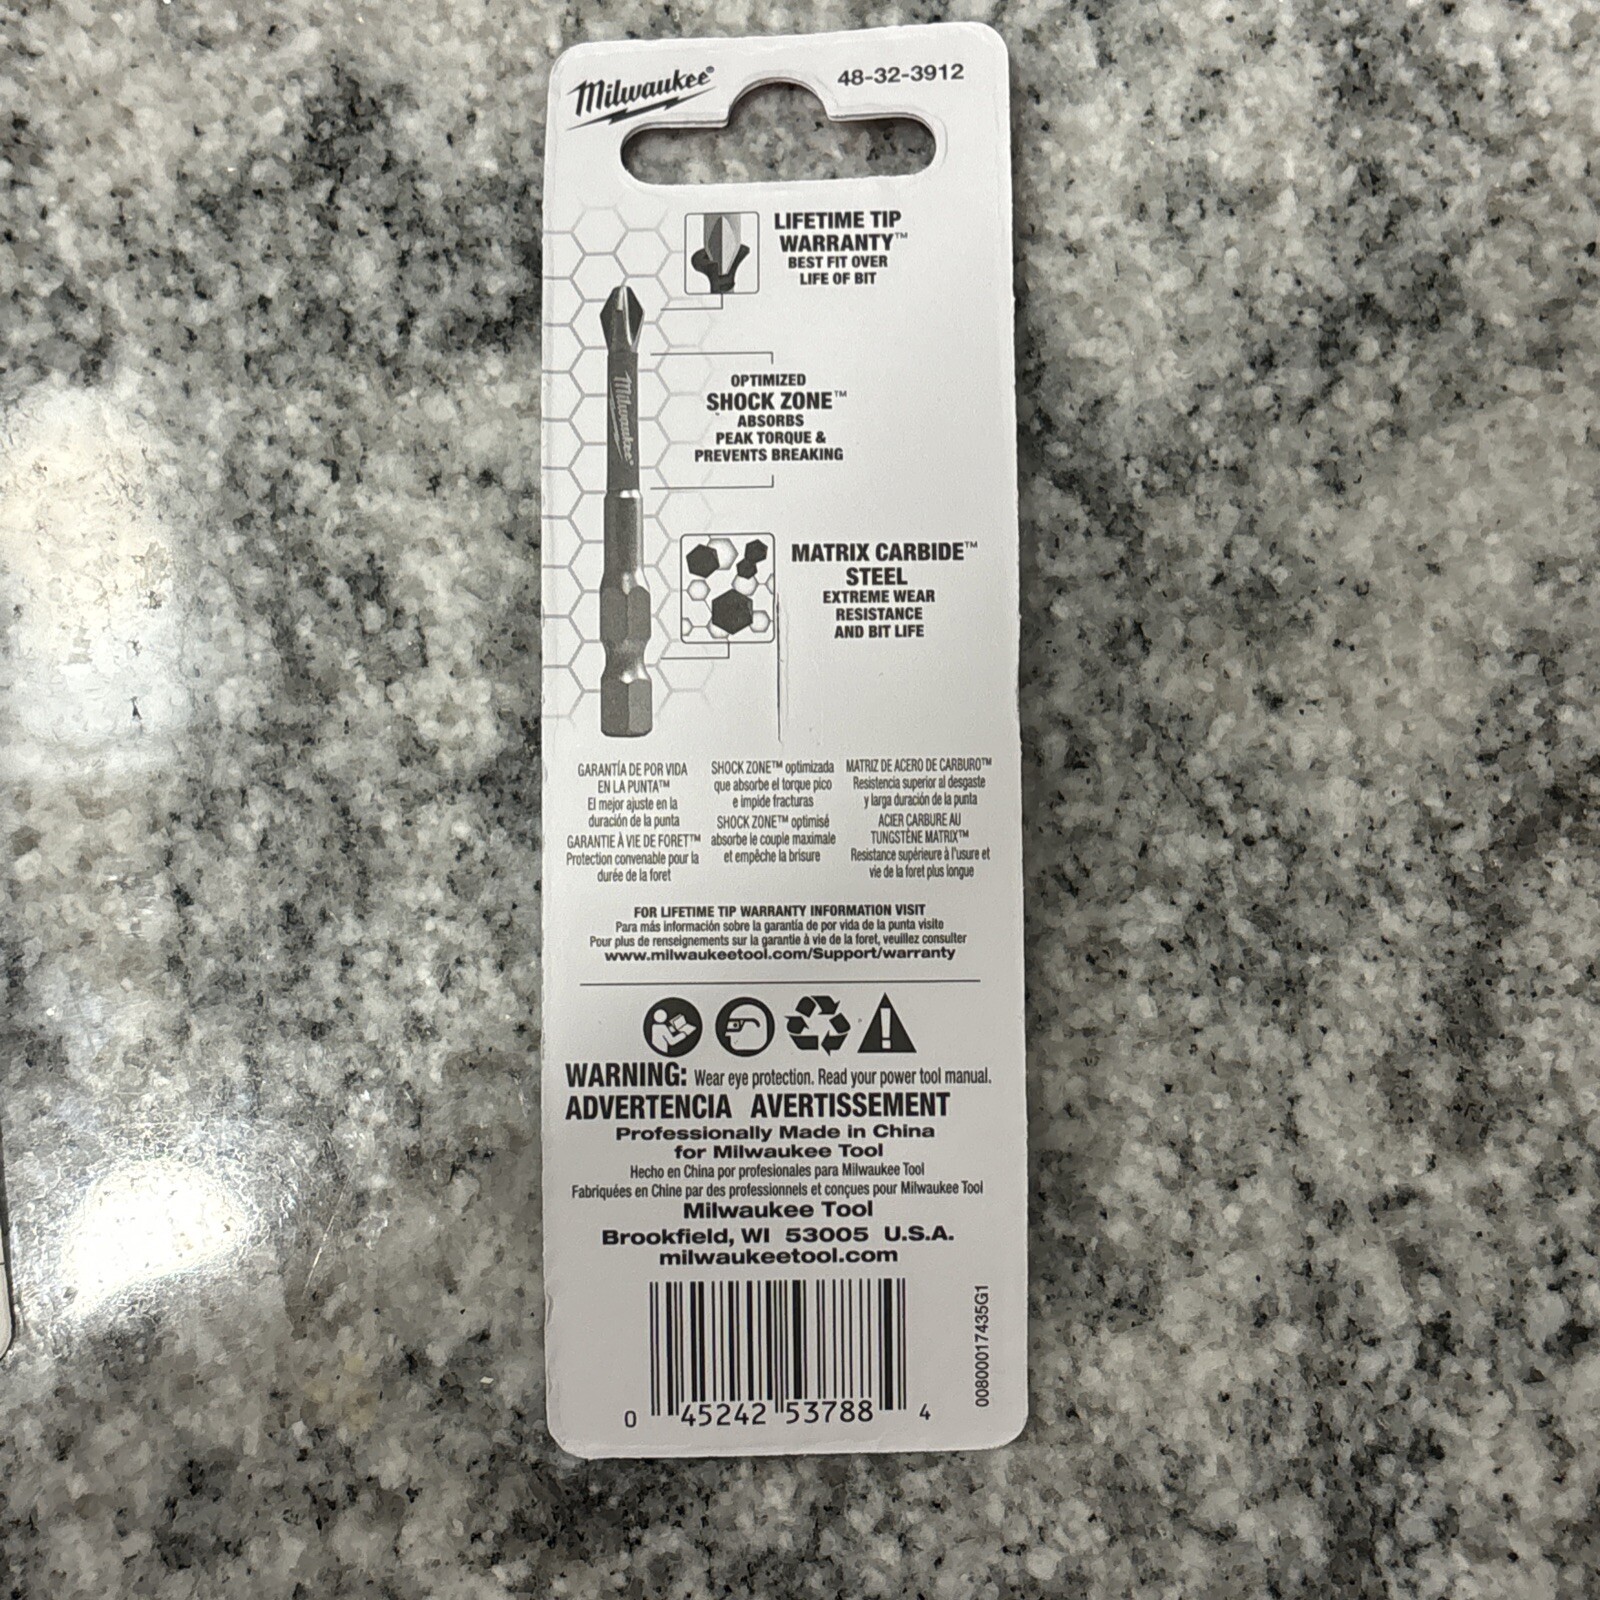 Milwaukee®
48-32-3912
LIFETIME TIP
WARRANTY™
BEST FIT OVER
LIFE OF BIT
Milwaukee®
OPTIMIZED
SHOCK ZONE™
ABSORBS
PEAK TORQUE &
PREVENTS BREAKING
MATRIX CARBIDE™
STEEL
EXTREME WEAR
RESISTANCE
AND BIT LIFE
GARANTÍA DE POR VIDA
EN LA PUNTA™
El mejor ajuste en la
duración de la punta
GARANTIE À VIE DE FORET™
Protection convenable pour la
durée de la foret
SHOCK ZONE™ optimizada
que absorbe el torque pico
e impide fracturas
SHOCK ZONE™ optimisé
absorbe le couple maximale
et empêche la brisure
MATRIZ DE ACERO DE CARBURO™
Resistencia superior al desgaste
y larga duración de la punta
ACIER CARBURE AU
TUNGSTÈNE MATRIX™
Resistance supérieure à l'usure et
vie de la foret plus longue
FOR LIFETIME TIP WARRANTY INFORMATION VISIT
Para más información sobre la garantía de por vida de la punta visite
Pour plus de renseignements sur la garantie à vie de la foret, veuillez consulter
www.milwaukeetool.com/Support/warranty
WARNING: Wear eye protection. Read your power tool manual.
ADVERTENCIA AVERTISSEMENT
Professionally Made in China
for Milwaukee Tool
Hecho en China por profesionales para Milwaukee Tool
Fabriquées en Chine par des professionnels et conçues pour Milwaukee Tool
Milwaukee Tool
Brookfield, WI 53005 U.S.A.
milwaukeetool.com
0 45242 53788 4
00800017435G1